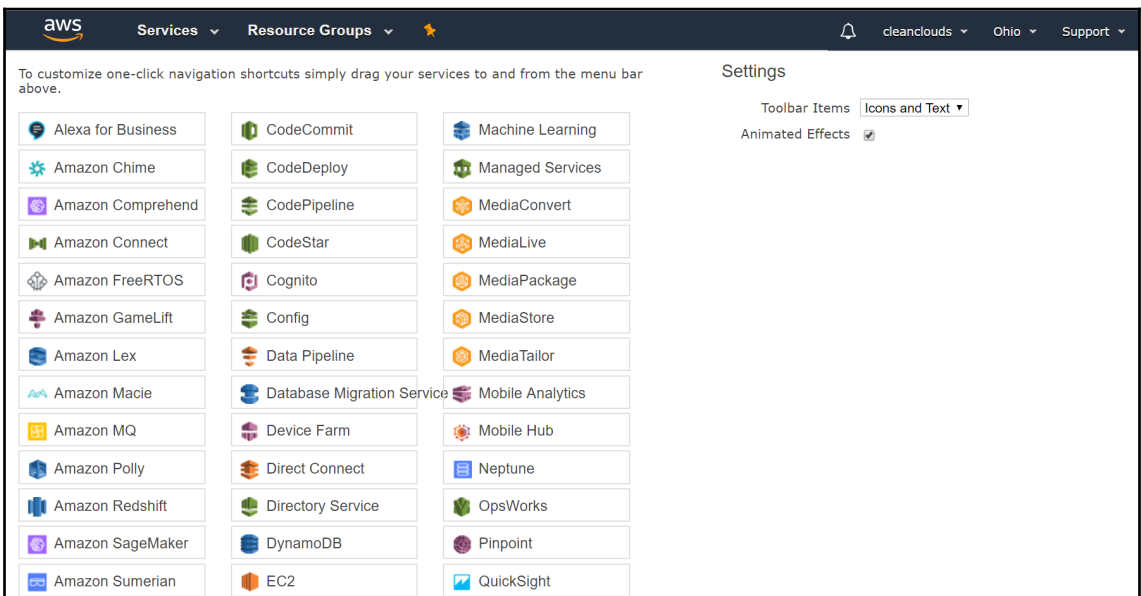 aws Services Resource Groups cleanclouds Ohio Support
To customize one-click navigation shortcuts simply drag your services to and from the menu bar
above.
Alexa for Business
Amazon Chime
Amazon Comprehend
Amazon Connect
Amazon FreeRTOS
Amazon GameLift
Amazon Lex
Amazon Macie
Amazon MQ
Amazon Polly
Amazon Redshift
Amazon SageMaker
Amazon Sumerian
CodeCommit
CodeDeploy
CodePipeline
CodeStar
Cognito
Config
Data Pipeline
Database Migration Service
Device Farm
Direct Connect
Directory Service
DynamoDB
EC2
Machine Learning
Managed Services
MediaConvert
MediaLive
MediaPackage
MediaStore
MediaTailor
Mobile Analytics
Mobile Hub
Neptune
OpsWorks
Pinpoint
QuickSight
Settings
Toolbar Items Icons and Text
Animated Effects